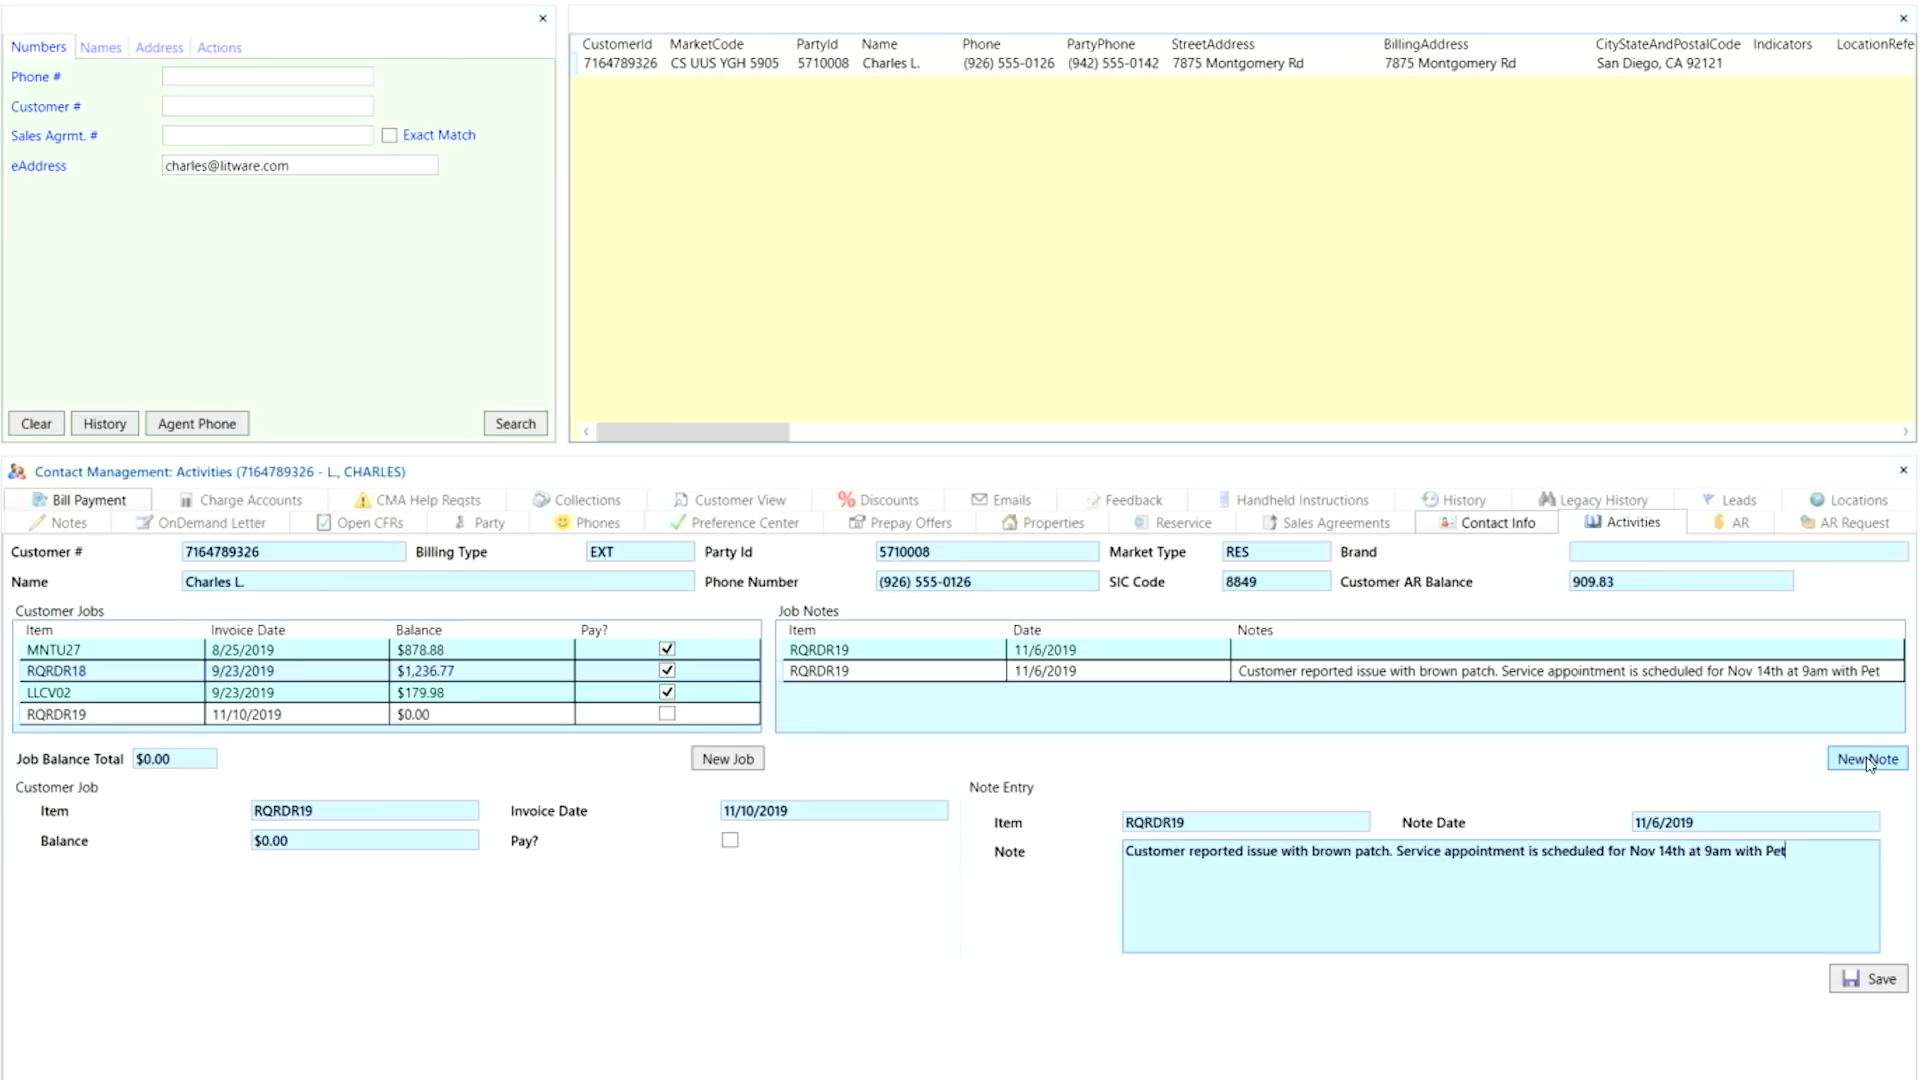 Numbers Names Address Actions
Phone #
Customer #
Sales Agrmt. # Exact Match
eAddress charles@litware.com
Clear History Agent Phone Search
CustomerId MarketCode PartyId Name Phone PartyPhone StreetAddress BillingAddress CityStateAndPostalCode Indicators LocationRefe
7164789326 CS UUS YGH 5905 5710008 Charles L. (926) 555-0126 (942) 555-0142 7875 Montgomery Rd 7875 Montgomery Rd San Diego, CA 92121
Contact Management: Activities (7164789326 - L., CHARLES)
Bill Payment Charge Accounts CMA Help Reqsts Collections Customer View Discounts Emails Feedback Handheld Instructions History Legacy History Leads Locations
Notes OnDemand Letter Open CFRs Party Phones Preference Center Prepay Offers Properties Reservice Sales Agreements Contact Info Activities AR AR Request
Customer # 7164789326 Billing Type EXT Party Id 5710008 Market Type RES Brand
Name Charles L. Phone Number (926) 555-0126 SIC Code 8849 Customer AR Balance 909.83
Customer Jobs
Item Invoice Date Balance Pay?
MNTU27 8/25/2019 $878.88
RQRDR18 9/23/2019 $1,236.77
LLCV02 9/23/2019 $179.98
RQRDR19 11/10/2019 $0.00
Job Notes
Item Date Notes
RQRDR19 11/6/2019
RQRDR19 11/6/2019 Customer reported issue with brown patch. Service appointment is scheduled for Nov 14th at 9am with Pet
Job Balance Total $0.00 New Job New Note
Customer Job
Item RQRDR19 Invoice Date 11/10/2019
Balance $0.00 Pay?
Note Entry
Item RQRDR19 Note Date 11/6/2019
Note Customer reported issue with brown patch. Service appointment is scheduled for Nov 14th at 9am with Pet
Save